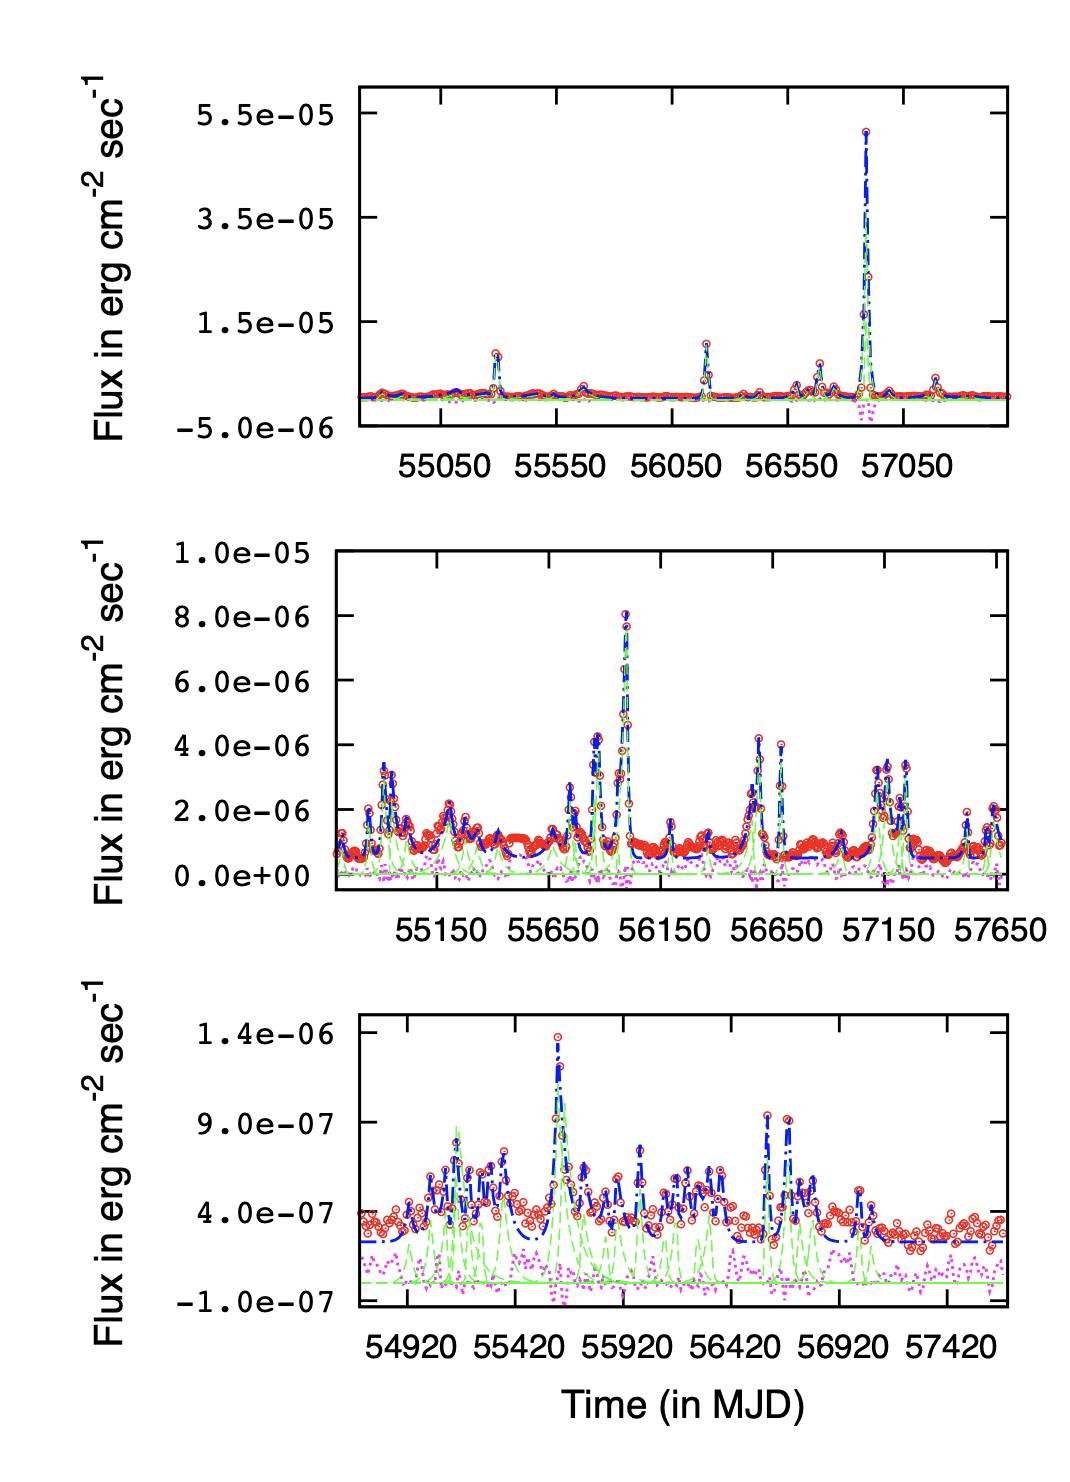 Flux in erg cm-2 sec-1
5.5e-05
3.5e-05
1.5e-05
-5.0e-06
55050 55550 56050 56550 57050
Flux in erg cm-2 sec-1
1.0e-05
8.0e-06
6.0e-06
4.0e-06
2.0e-06
0.0e+00
55150 55650 56150 56650 57150 57650
Flux in erg cm-2 sec-1
1.4e-06
9.0e-07
4.0e-07
-1.0e-07
54920 55420 55920 56420 56920 57420
Time (in MJD)